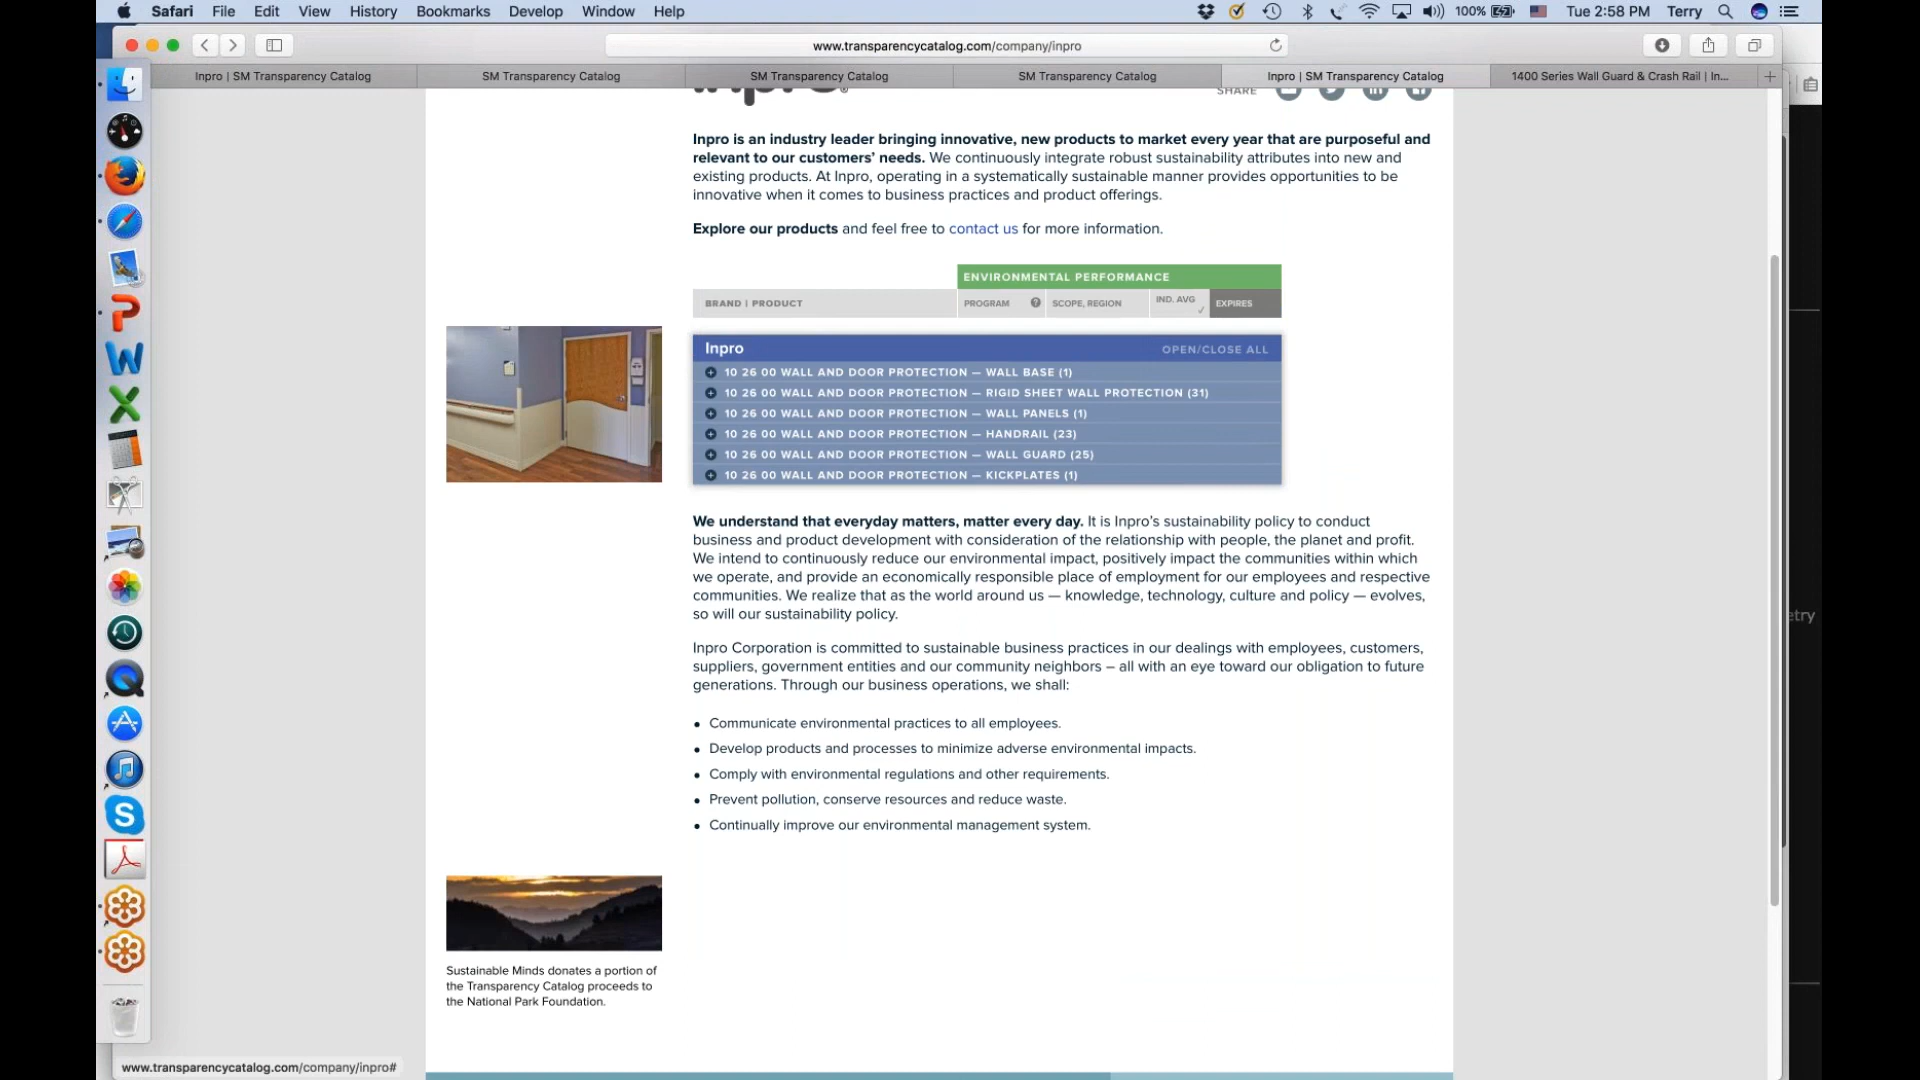 Safari File Edit View History Bookmarks Develop Window Help 100% Tue 2:58 PM Terry
www.transparencycatalog.com/company/inpro
Inpro | SM Transparency Catalog
SM Transparency Catalog
SM Transparency Catalog
SM Transparency Catalog
Inpro | SM Transparency Catalog
1400 Series Wall Guard & Crash Rail | In...
inpro®
SHARE
Inpro is an industry leader bringing innovative, new products to market every year that are purposeful and
relevant to our customers’ needs. We continuously integrate robust sustainability attributes into new and
existing products. At Inpro, operating in a systematically sustainable manner provides opportunities to be
innovative when it comes to business practices and product offerings.
Explore our products and feel free to contact us for more information.
ENVIRONMENTAL PERFORMANCE
BRAND | PRODUCT PROGRAM ? SCOPE, REGION IND. AVG ✓ EXPIRES
Inpro OPEN/CLOSE ALL
10 26 00 WALL AND DOOR PROTECTION — WALL BASE (1)
10 26 00 WALL AND DOOR PROTECTION — RIGID SHEET WALL PROTECTION (31)
10 26 00 WALL AND DOOR PROTECTION — WALL PANELS (1)
10 26 00 WALL AND DOOR PROTECTION — HANDRAIL (23)
10 26 00 WALL AND DOOR PROTECTION — WALL GUARD (25)
10 26 00 WALL AND DOOR PROTECTION — KICKPLATES (1)
We understand that everyday matters, matter every day. It is Inpro’s sustainability policy to conduct
business and product development with consideration of the relationship with people, the planet and profit.
We intend to continuously reduce our environmental impact, positively impact the communities within which
we operate, and provide an economically responsible place of employment for our employees and respective
communities. We realize that as the world around us — knowledge, technology, culture and policy — evolves,
so will our sustainability policy.
etry
Inpro Corporation is committed to sustainable business practices in our dealings with employees, customers,
suppliers, government entities and our community neighbors – all with an eye toward our obligation to future
generations. Through our business operations, we shall:
• Communicate environmental practices to all employees.
• Develop products and processes to minimize adverse environmental impacts.
• Comply with environmental regulations and other requirements.
• Prevent pollution, conserve resources and reduce waste.
• Continually improve our environmental management system.
Sustainable Minds donates a portion of
the Transparency Catalog proceeds to
the National Park Foundation.
www.transparencycatalog.com/company/inpro#